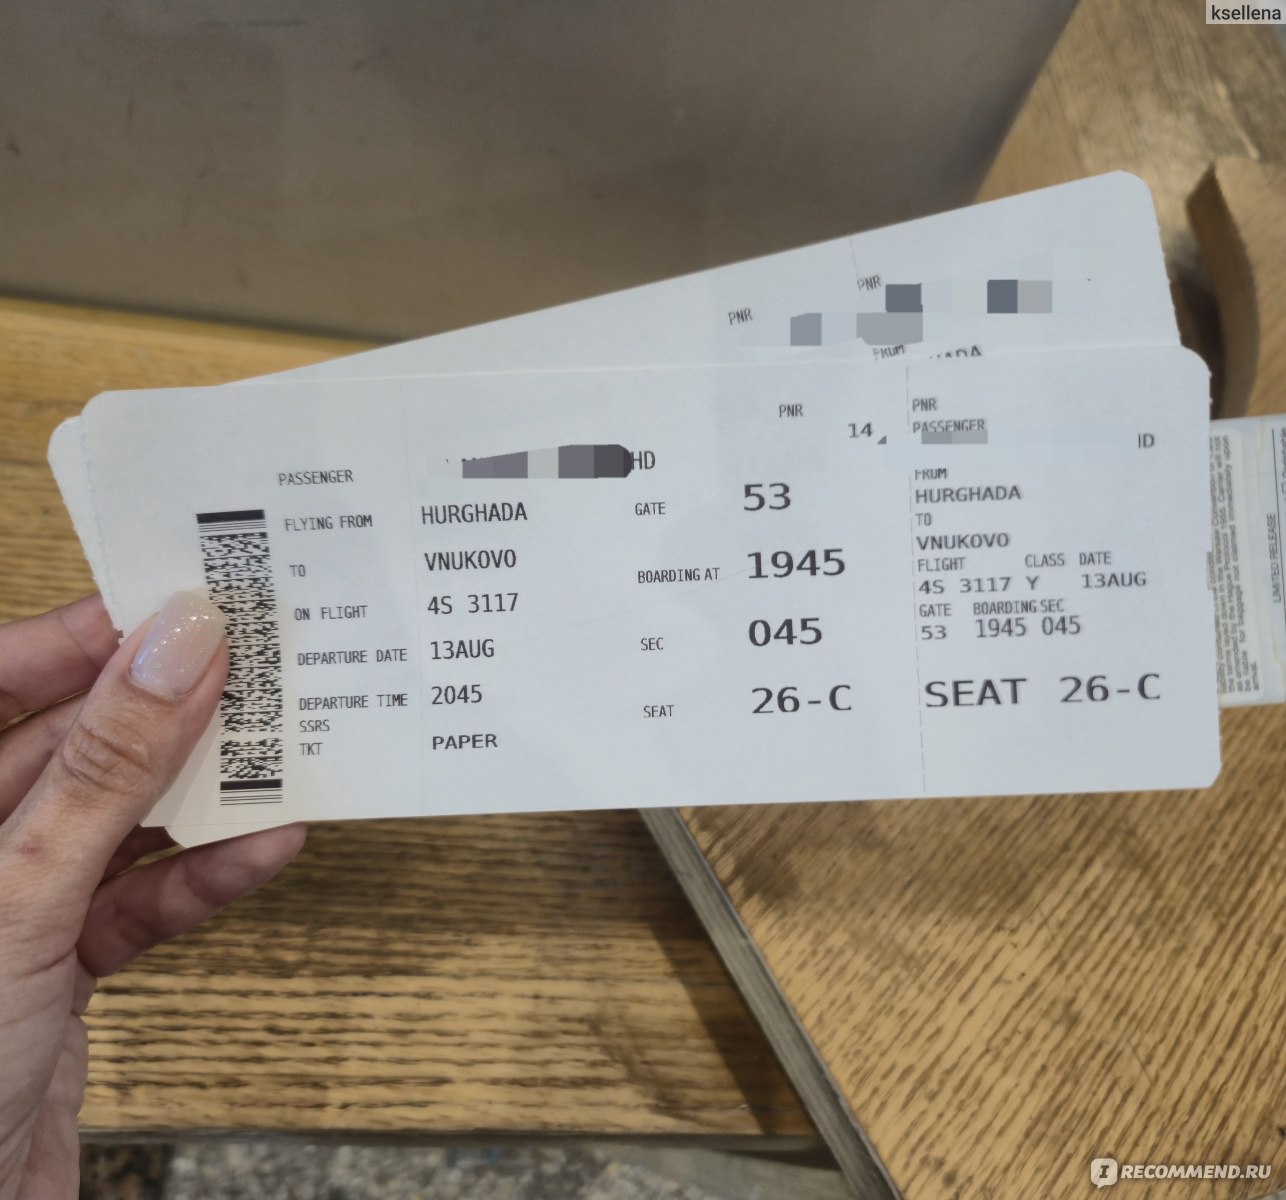 ksellena
PNR
PNR
FROM
PNR
14
PASSENGER
HD
FLYING FROM HURGHADA GATE 53
TO VNUKOVO BOARDING AT 1945
ON FLIGHT 4S 3117 SEC 045
DEPARTURE DATE 13AUG
DEPARTURE TIME 2045 SEAT 26-C
SSRS
TKT PAPER
PNR
PASSENGER
ID
FROM
HURGHADA
TO
VNUKOVO
FLIGHT CLASS DATE
4S 3117 Y 13AUG
GATE BOARDING SEC
53 1945 045
SEAT 26-C
LIMITED RELEASE
IRECOMMEND.RU